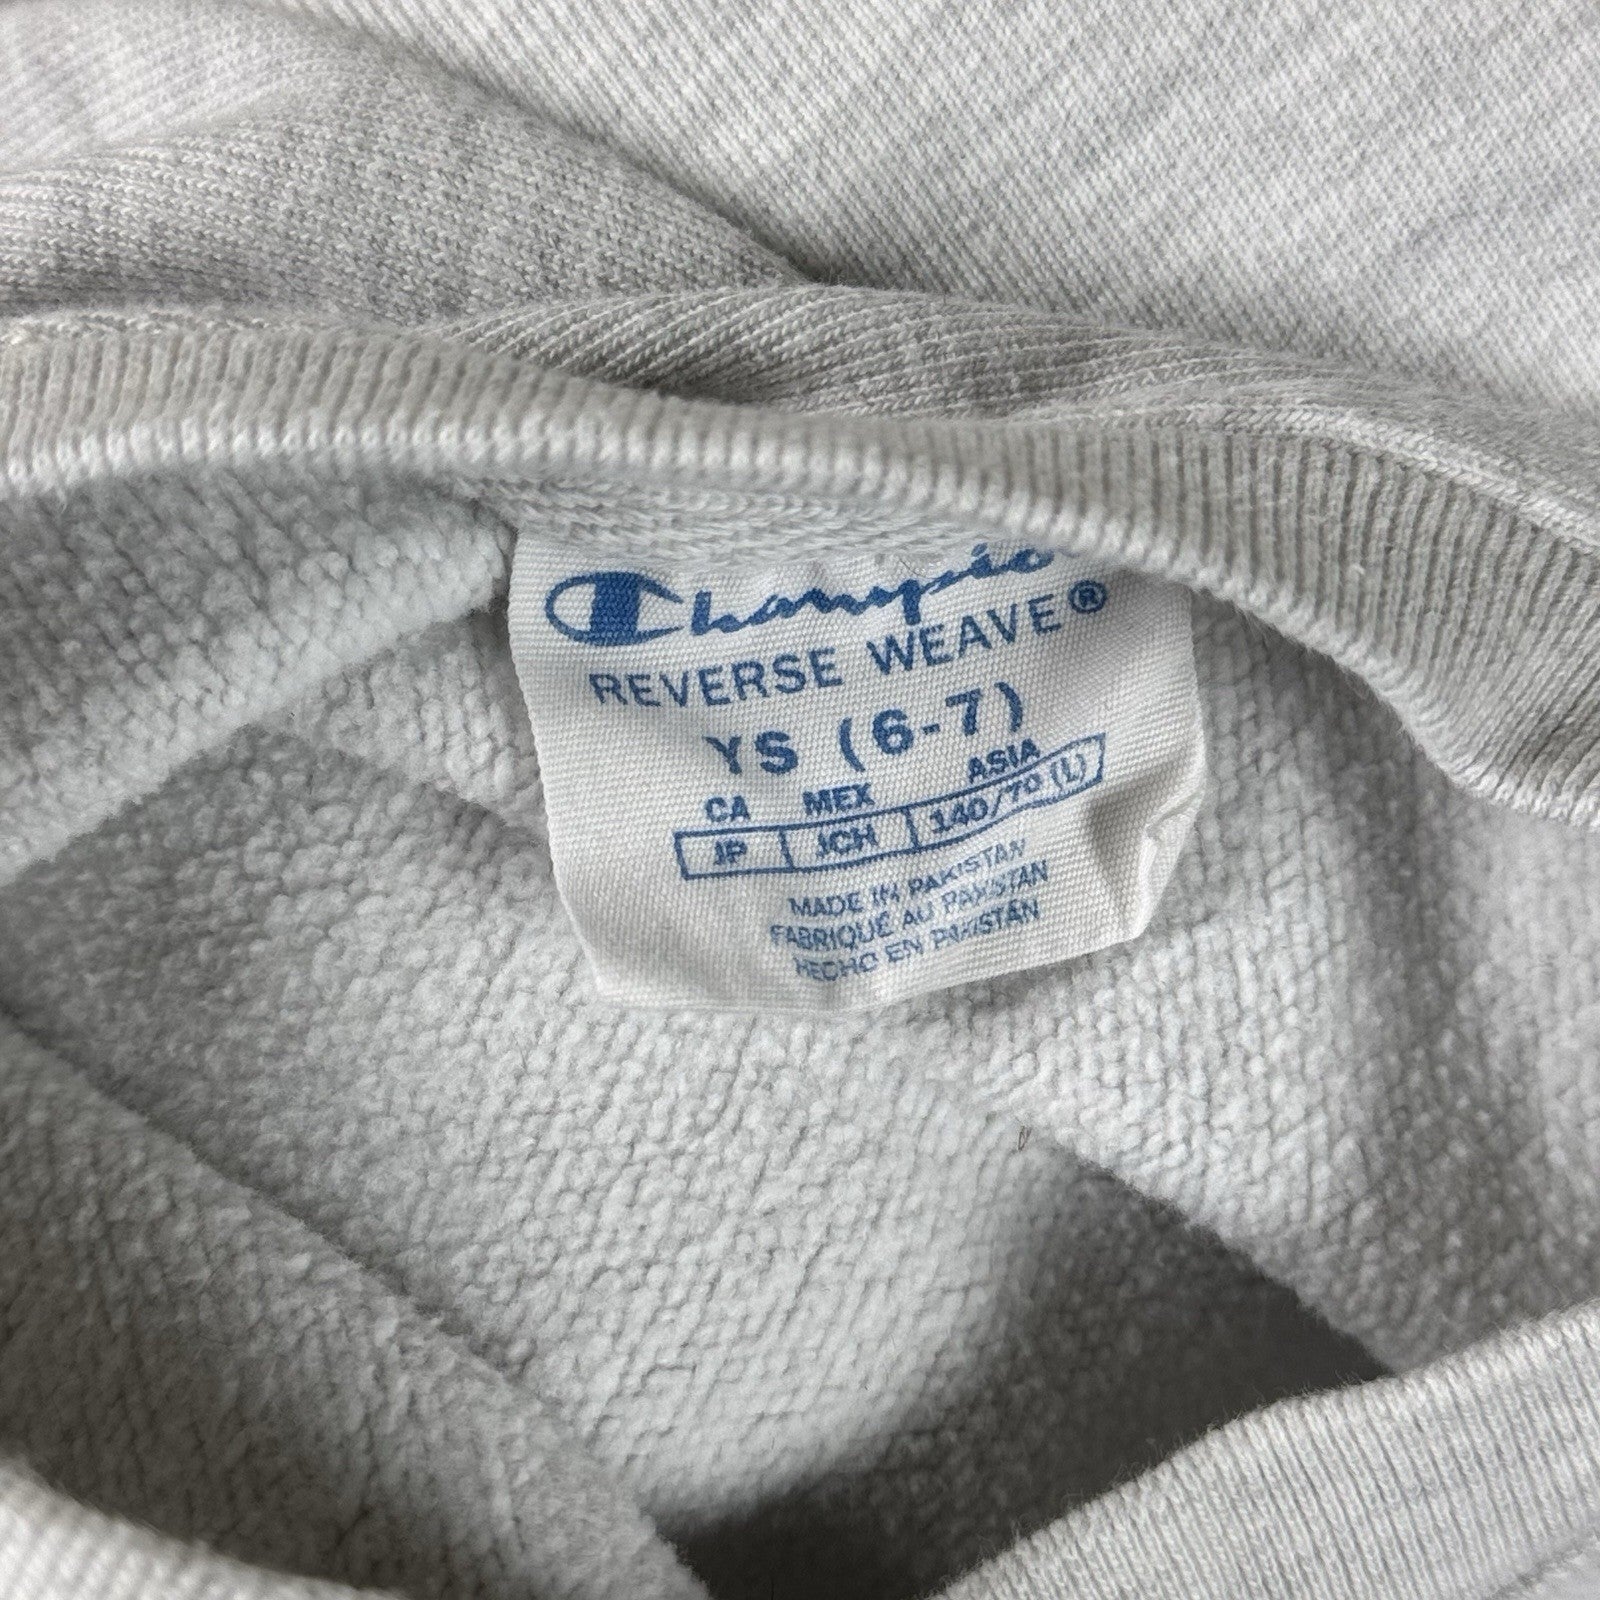 Champion
REVERSE WEAVE®
YS (6-7)
CA MEX ASIA
JP JCH 140/70 (L)
MADE IN PAKISTAN
FABRIQUÉ AU PAKISTAN
HECHO EN PAKISTÁN